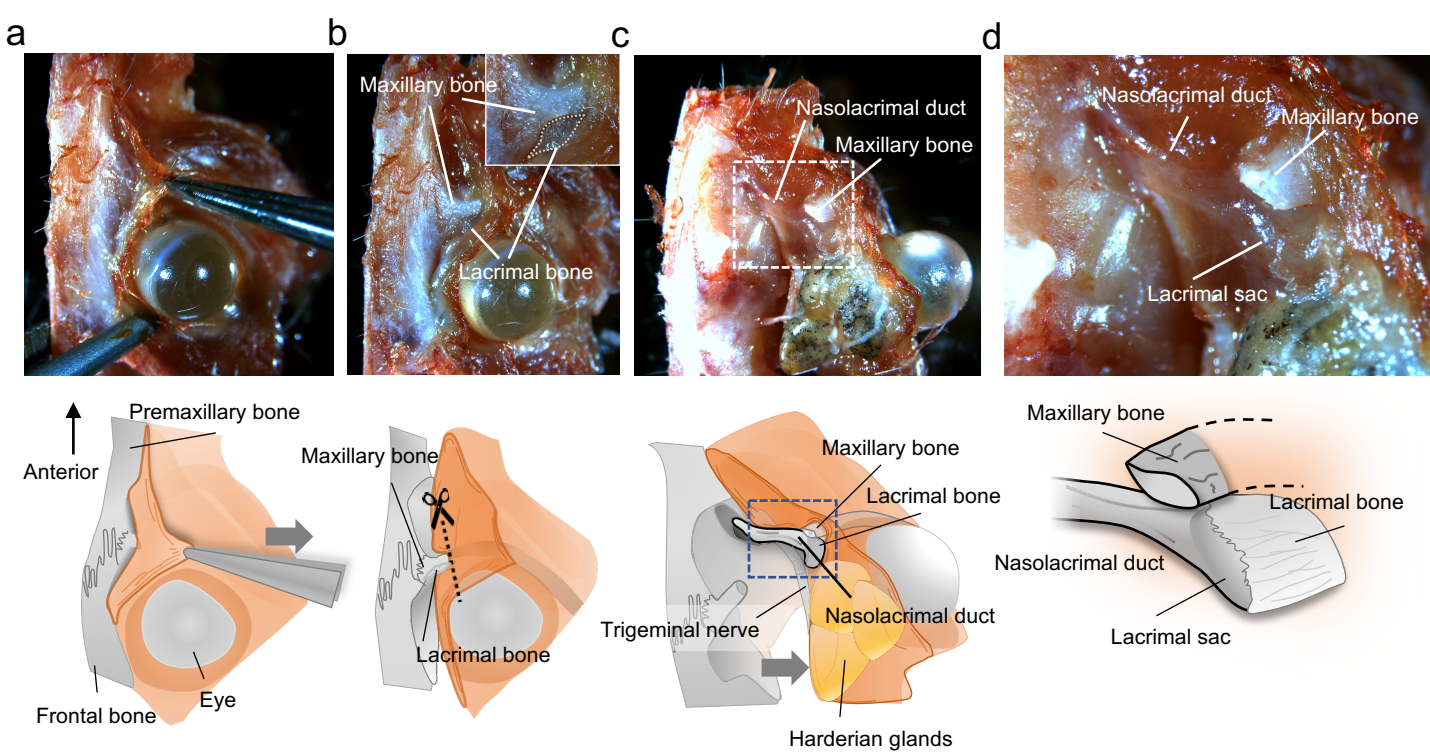 a
b
c
d
Maxillary bone
Lacrimal bone
Nasolacrimal duct
Maxillary bone
Nasolacrimal duct
Maxillary bone
Lacrimal sac
Anterior
Premaxillary bone
Frontal bone
Eye
Maxillary bone
Lacrimal bone
Maxillary bone
Lacrimal bone
Nasolacrimal duct
Trigeminal nerve
Harderian glands
Maxillary bone
Lacrimal bone
Nasolacrimal duct
Lacrimal sac